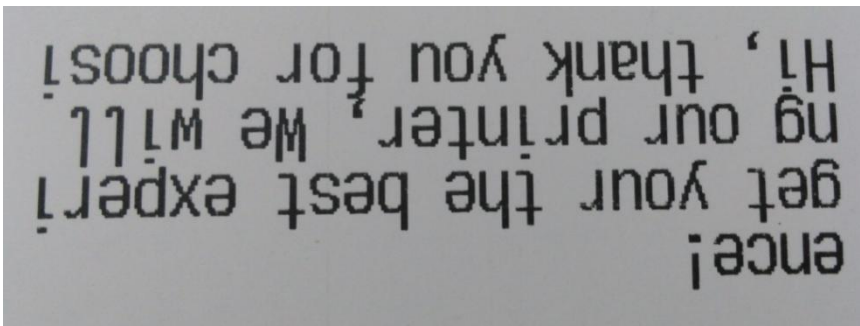 Hi, thank you for choosi
ng our printer, We will
get your the best experi
ence!